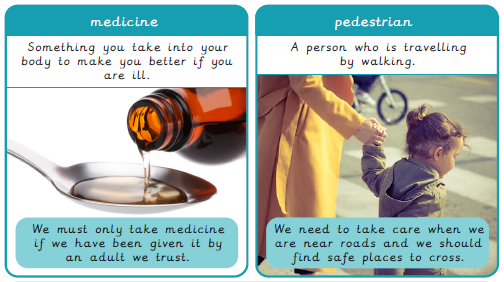 medicine
Something you take into your
body to make you better if you
are ill.
We must only take medicine
if we have been given it by
an adult we trust.
pedestrian
A person who is travelling
by walking.
We need to take care when we
are near roads and we should
find safe places to cross.